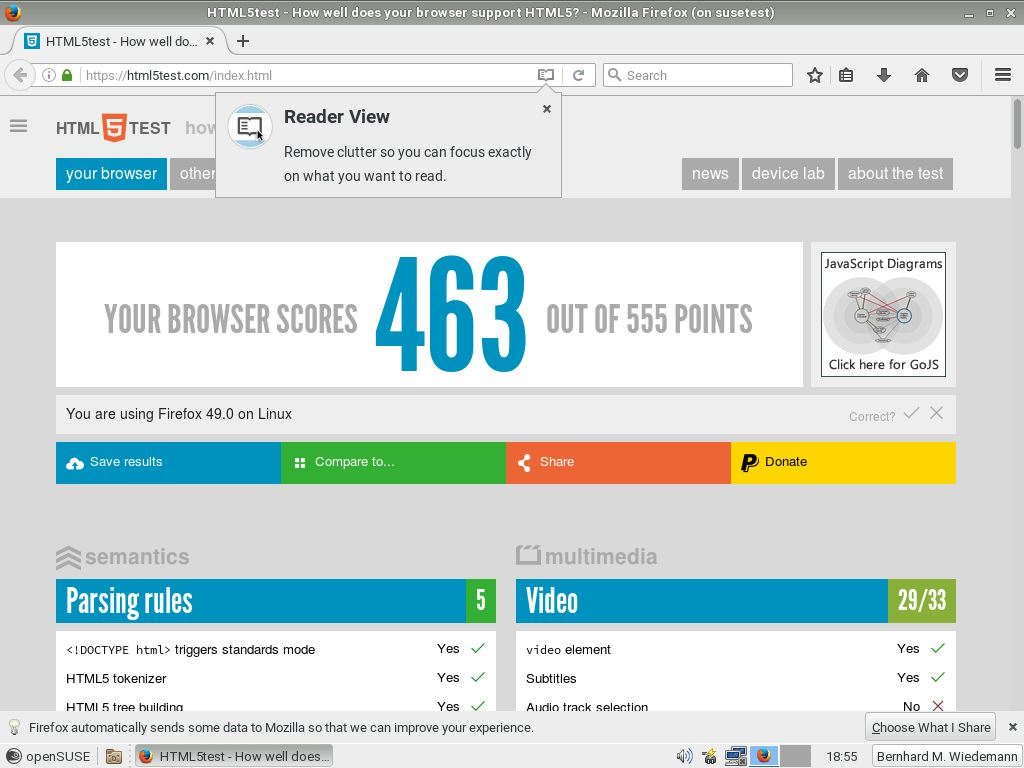 HTML5test - How well does your browser support HTML5? - Mozilla Firefox (on susetest)
HTML5test - How well do...
https://html5test.com/index.html
Search
Reader View
Remove clutter so you can focus exactly
on what you want to read.
HTML 5 TEST how
your browser
other
news
device lab
about the test
YOUR BROWSER SCORES 463 OUT OF 555 POINTS
JavaScript Diagrams
Click here for GoJS
You are using Firefox 49.0 on Linux
Correct?
Save results
Compare to...
Share
Donate
semantics
Parsing rules 5
<!DOCTYPE html> triggers standards mode Yes
HTML5 tokenizer Yes
HTML5 tree building Yes
multimedia
Video 29/33
video element Yes
Subtitles Yes
Audio track selection No
Firefox automatically sends some data to Mozilla so that we can improve your experience.
Choose What I Share
openSUSE
HTML5test - How well does...
18:55
Bernhard M. Wiedemann